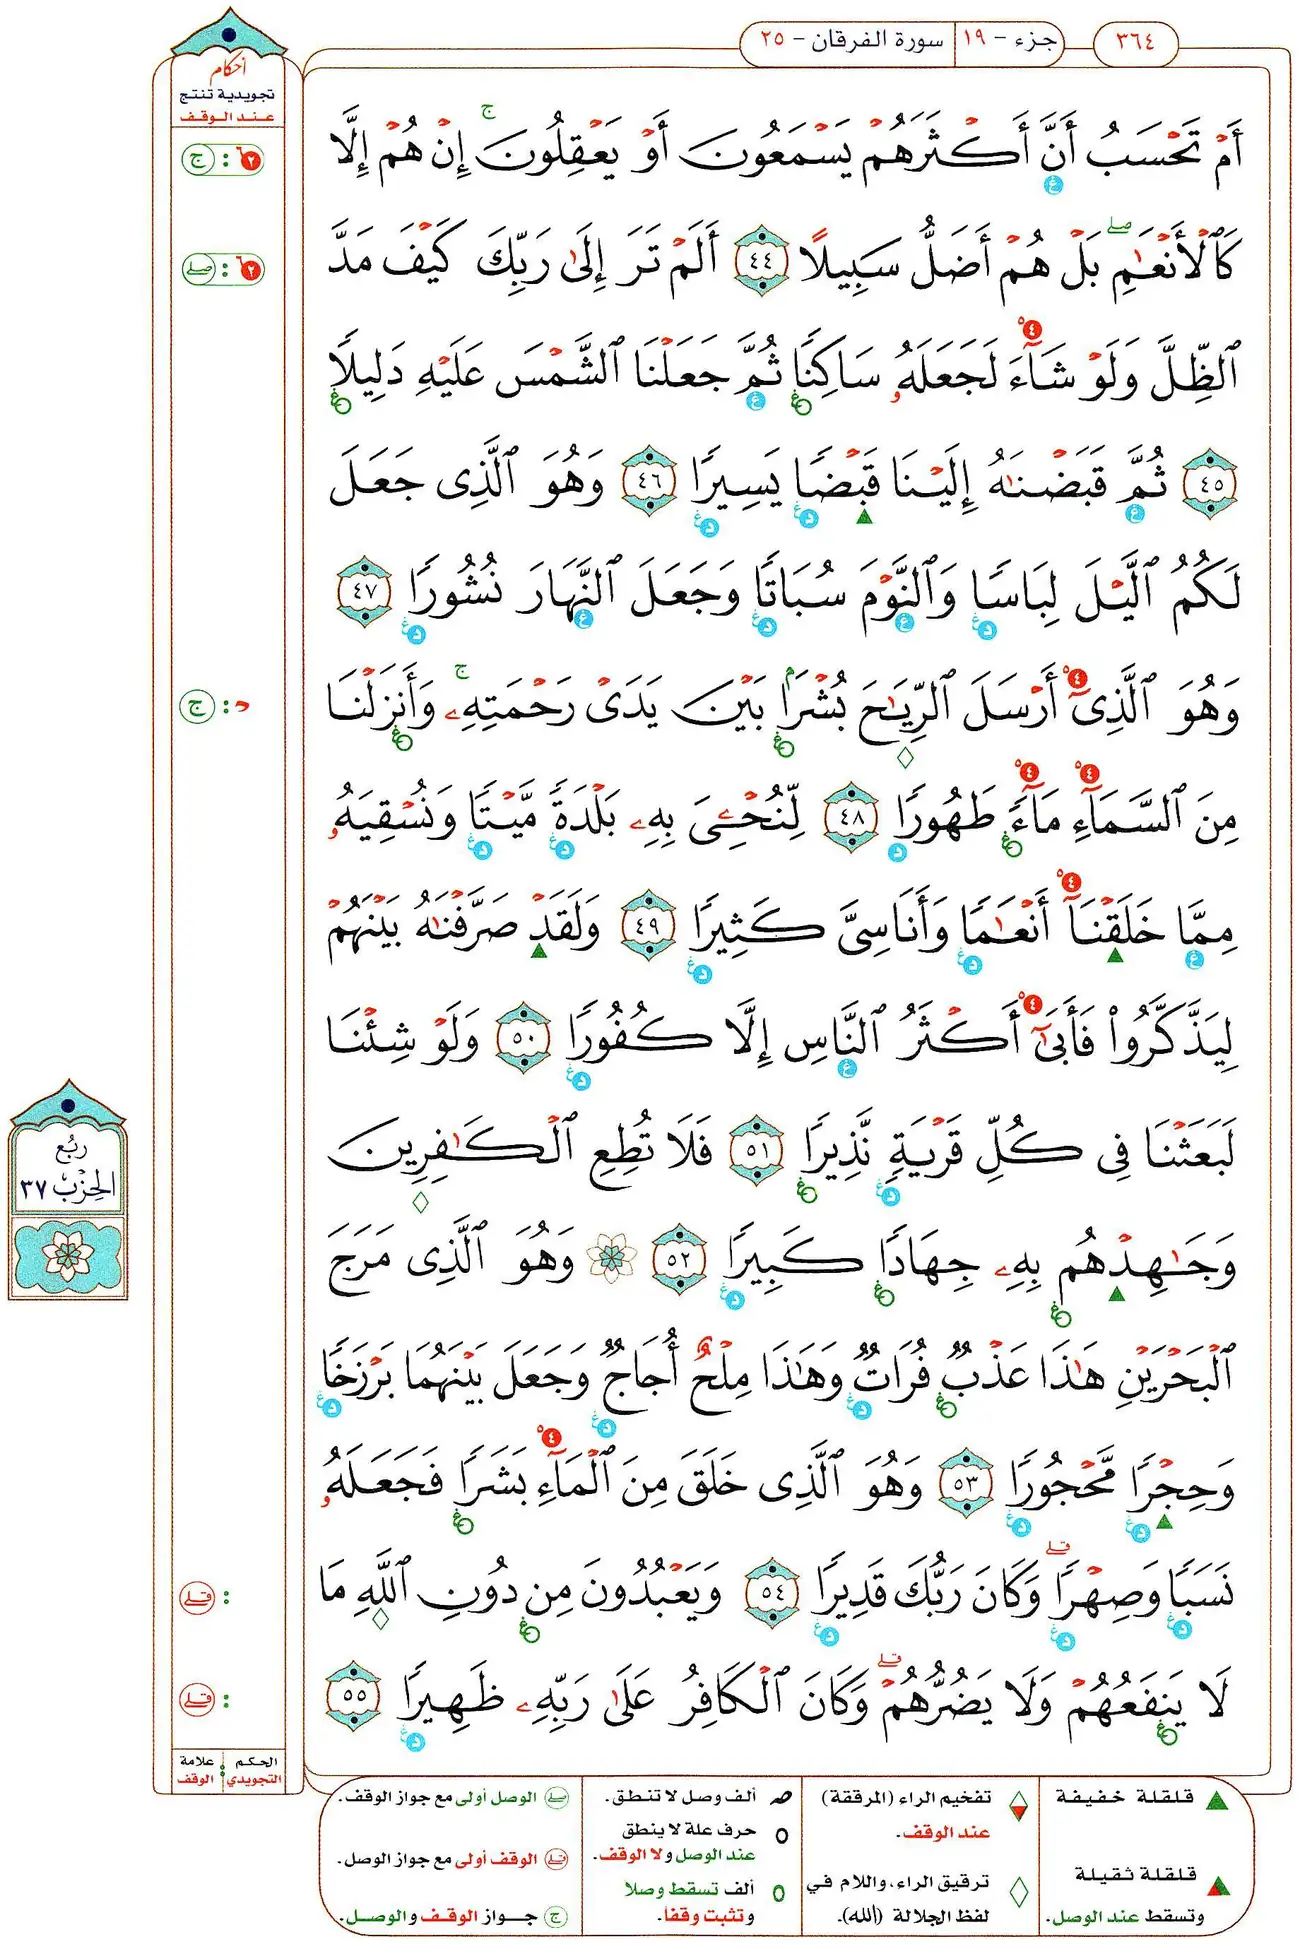 ٣٦٤
جزء - ١٩
سورة الفرقان - ٢٥
أحكام
تجويدية تنتج
عند الوقف
أَمْ تَحْسَبُ أَنَّ أَكْثَرَهُمْ يَسْمَعُونَ أَوْ يَعْقِلُونَ ۚ إِنْ هُمْ إِلَّا
كَٱلْأَنْعَٰمِ ۖ بَلْ هُمْ أَضَلُّ سَبِيلًا ٤٤ أَلَمْ تَرَ إِلَىٰ رَبِّكَ كَيْفَ مَدَّ
ٱلظِّلَّ وَلَوْ شَآءَ لَجَعَلَهُۥ سَاكِنًا ثُمَّ جَعَلْنَا ٱلشَّمْسَ عَلَيْهِ دَلِيلًا
٤٥ ثُمَّ قَبَضْنَٰهُ إِلَيْنَا قَبْضًا يَسِيرًا ٤٦ وَهُوَ ٱلَّذِى جَعَلَ
لَكُمُ ٱلَّيْلَ لِبَاسًا وَٱلنَّوْمَ سُبَاتًا وَجَعَلَ ٱلنَّهَارَ نُشُورًا ٤٧
وَهُوَ ٱلَّذِىٓ أَرْسَلَ ٱلرِّيَٰحَ بُشْرًۢا بَيْنَ يَدَىْ رَحْمَتِهِۦ ۚ وَأَنزَلْنَا
مِنَ ٱلسَّمَآءِ مَآءً طَهُورًا ٤٨ لِّنُحْۦِىَ بِهِۦ بَلْدَةً مَّيْتًا وَنُسْقِيَهُۥ
مِمَّا خَلَقْنَآ أَنْعَٰمًا وَأَنَاسِىَّ كَثِيرًا ٤٩ وَلَقَدْ صَرَّفْنَٰهُ بَيْنَهُمْ
لِيَذَّكَّرُوا۟ فَأَبَىٰٓ أَكْثَرُ ٱلنَّاسِ إِلَّا كُفُورًا ٥٠ وَلَوْ شِئْنَا
لَبَعَثْنَا فِى كُلِّ قَرْيَةٍ نَّذِيرًا ٥١ فَلَا تُطِعِ ٱلْكَٰفِرِينَ
وَجَٰهِدْهُم بِهِۦ جِهَادًا كَبِيرًا ٥٢ وَهُوَ ٱلَّذِى مَرَجَ
ٱلْبَحْرَيْنِ هَٰذَا عَذْبٌ فُرَاتٌ وَهَٰذَا مِلْحٌ أُجَاجٌ وَجَعَلَ بَيْنَهُمَا بَرْزَخًا
وَحِجْرًا مَّحْجُورًا ٥٣ وَهُوَ ٱلَّذِى خَلَقَ مِنَ ٱلْمَآءِ بَشَرًا فَجَعَلَهُۥ
نَسَبًا وَصِهْرًا ۗ وَكَانَ رَبُّكَ قَدِيرًا ٥٤ وَيَعْبُدُونَ مِن دُونِ ٱللَّهِ مَا
لَا يَنفَعُهُمْ وَلَا يَضُرُّهُمْ ۗ وَكَانَ ٱلْكَافِرُ عَلَىٰ رَبِّهِۦ ظَهِيرًا ٥٥
رُبْع
الحِزْب ٣٧
الحكم : علامة
التجويدي : الوقف
قلقلة خفيفة
قلقلة ثقيلة
وتسقط عند الوصل.
تفخيم الراء (المرققة)
عند الوقف.
ترقيق الراء، واللام في
لفظ الجلالة (الله).
ألف وصل لا تنطق.
حرف علة لا ينطق
عند الوصل ولا الوقف.
ألف تسقط وصلا
وتثبت وقفا.
الوصل أولى مع جواز الوقف.
الوقف أولى مع جواز الوصل.
جواز الوقف والوصل.